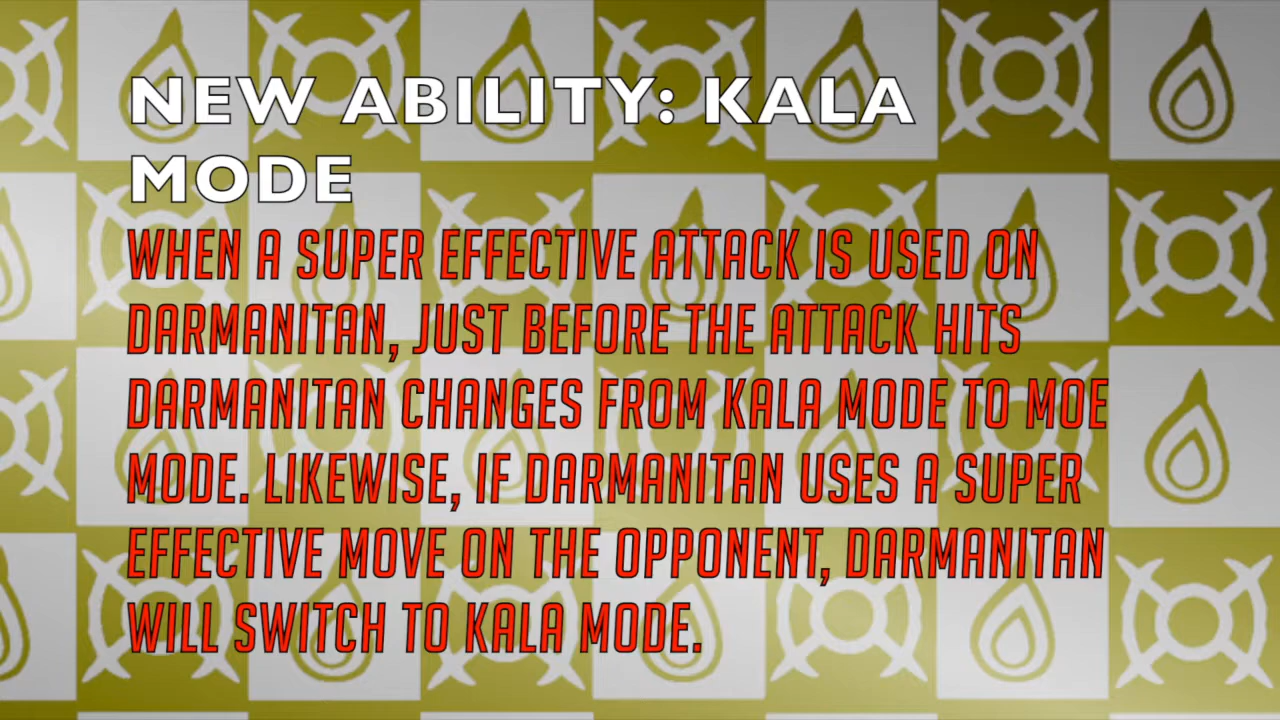 NEW ABILITY: KALA
MODE
WHEN A SUPER EFFECTIVE ATTACK IS USED ON
DARMANITAN, JUST BEFORE THE ATTACK HITS
DARMANITAN CHANGES FROM KALA MODE TO MOE
MODE. LIKEWISE, IF DARMANITAN USES A SUPER
EFFECTIVE MOVE ON THE OPPONENT, DARMANITAN
WILL SWITCH TO KALA MODE.